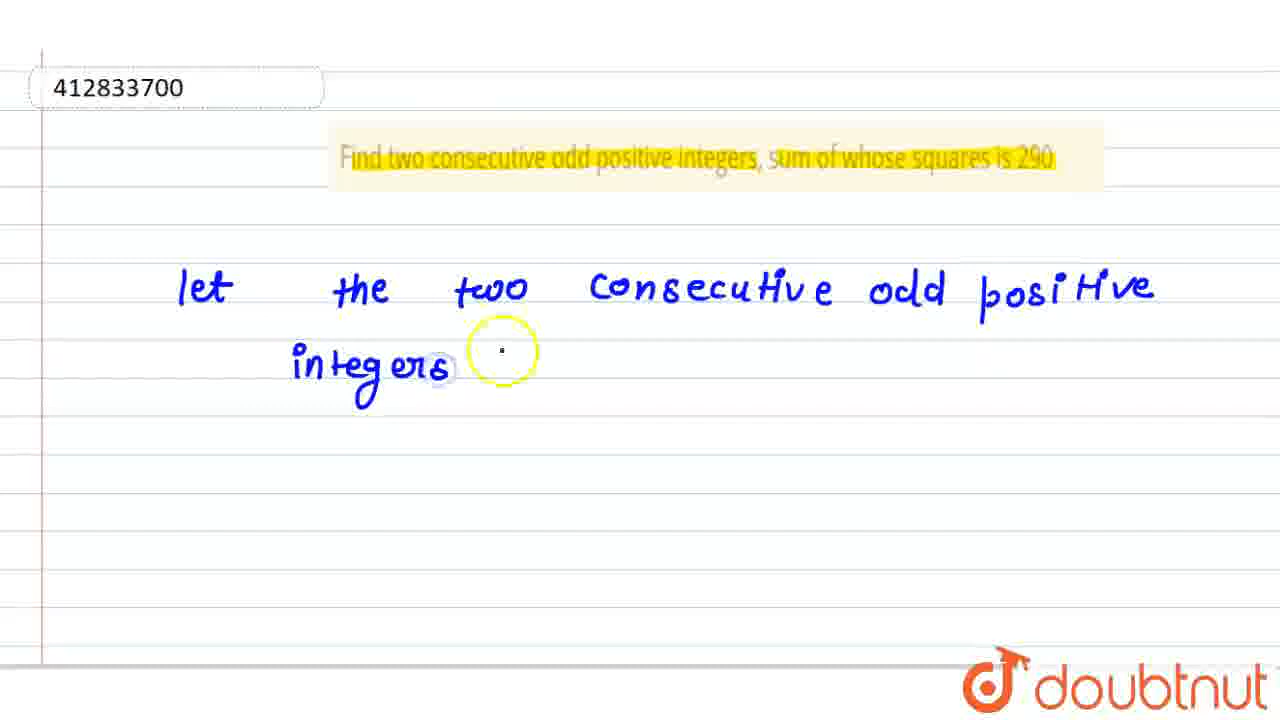 412833700
Find two consecutive odd positive integers, sum of whose squares is 290
let the two consecutive odd positive
integers
doubtnut